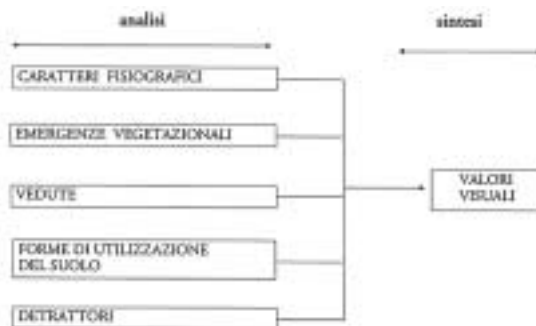 analisi
sintesi
CARATTERI FISIOGRAFICI
EMERGENZE VEGETAZIONALI
VEDUTE
VALORI
VISUALI
FORME DI UTILIZZAZIONE
DEL SUOLO
DETRATTORI